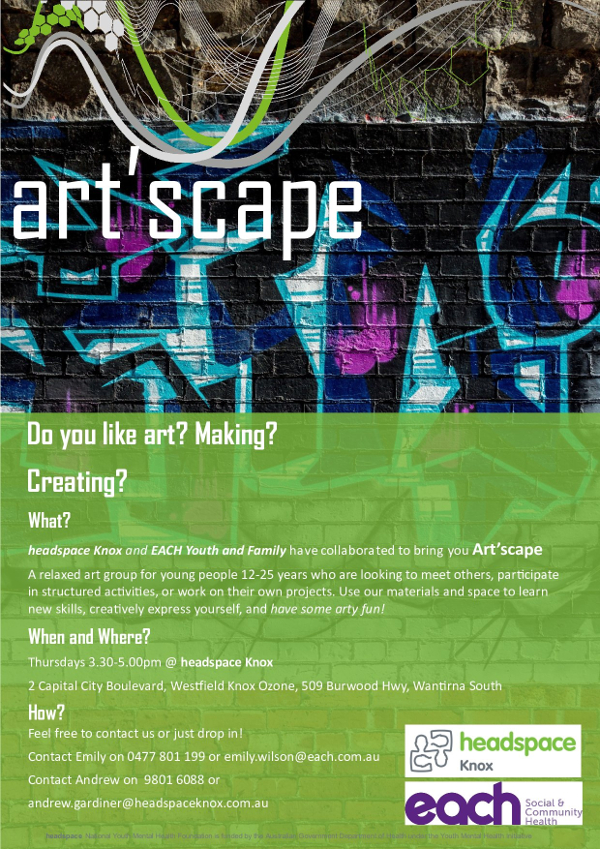 art'scape
Do you like art? Making?
Creating?
What?
headspace Knox and EACH Youth and Family have collaborated to bring you Art'scape
A relaxed art group for young people 12-25 years who are looking to meet others, participate
in structured activities, or work on their own projects. Use our materials and space to learn
new skills, creatively express yourself, and have some arty fun!
When and Where?
Thursdays 3.30-5.00pm @ headspace Knox
2 Capital City Boulevard, Westfield Knox Ozone, 509 Burwood Hwy, Wantirna South
How?
Feel free to contact us or just drop in!
Contact Emily on 0477 801 199 or emily.wilson@each.com.au
Contact Andrew on  9801 6088 or
andrew.gardiner@headspaceknox.com.au
headspace
Knox
each Social &
Community
Health
headspace National Youth Mental Health Foundation is funded by the Australian Government Department of Health under the Youth Mental Health Initiative